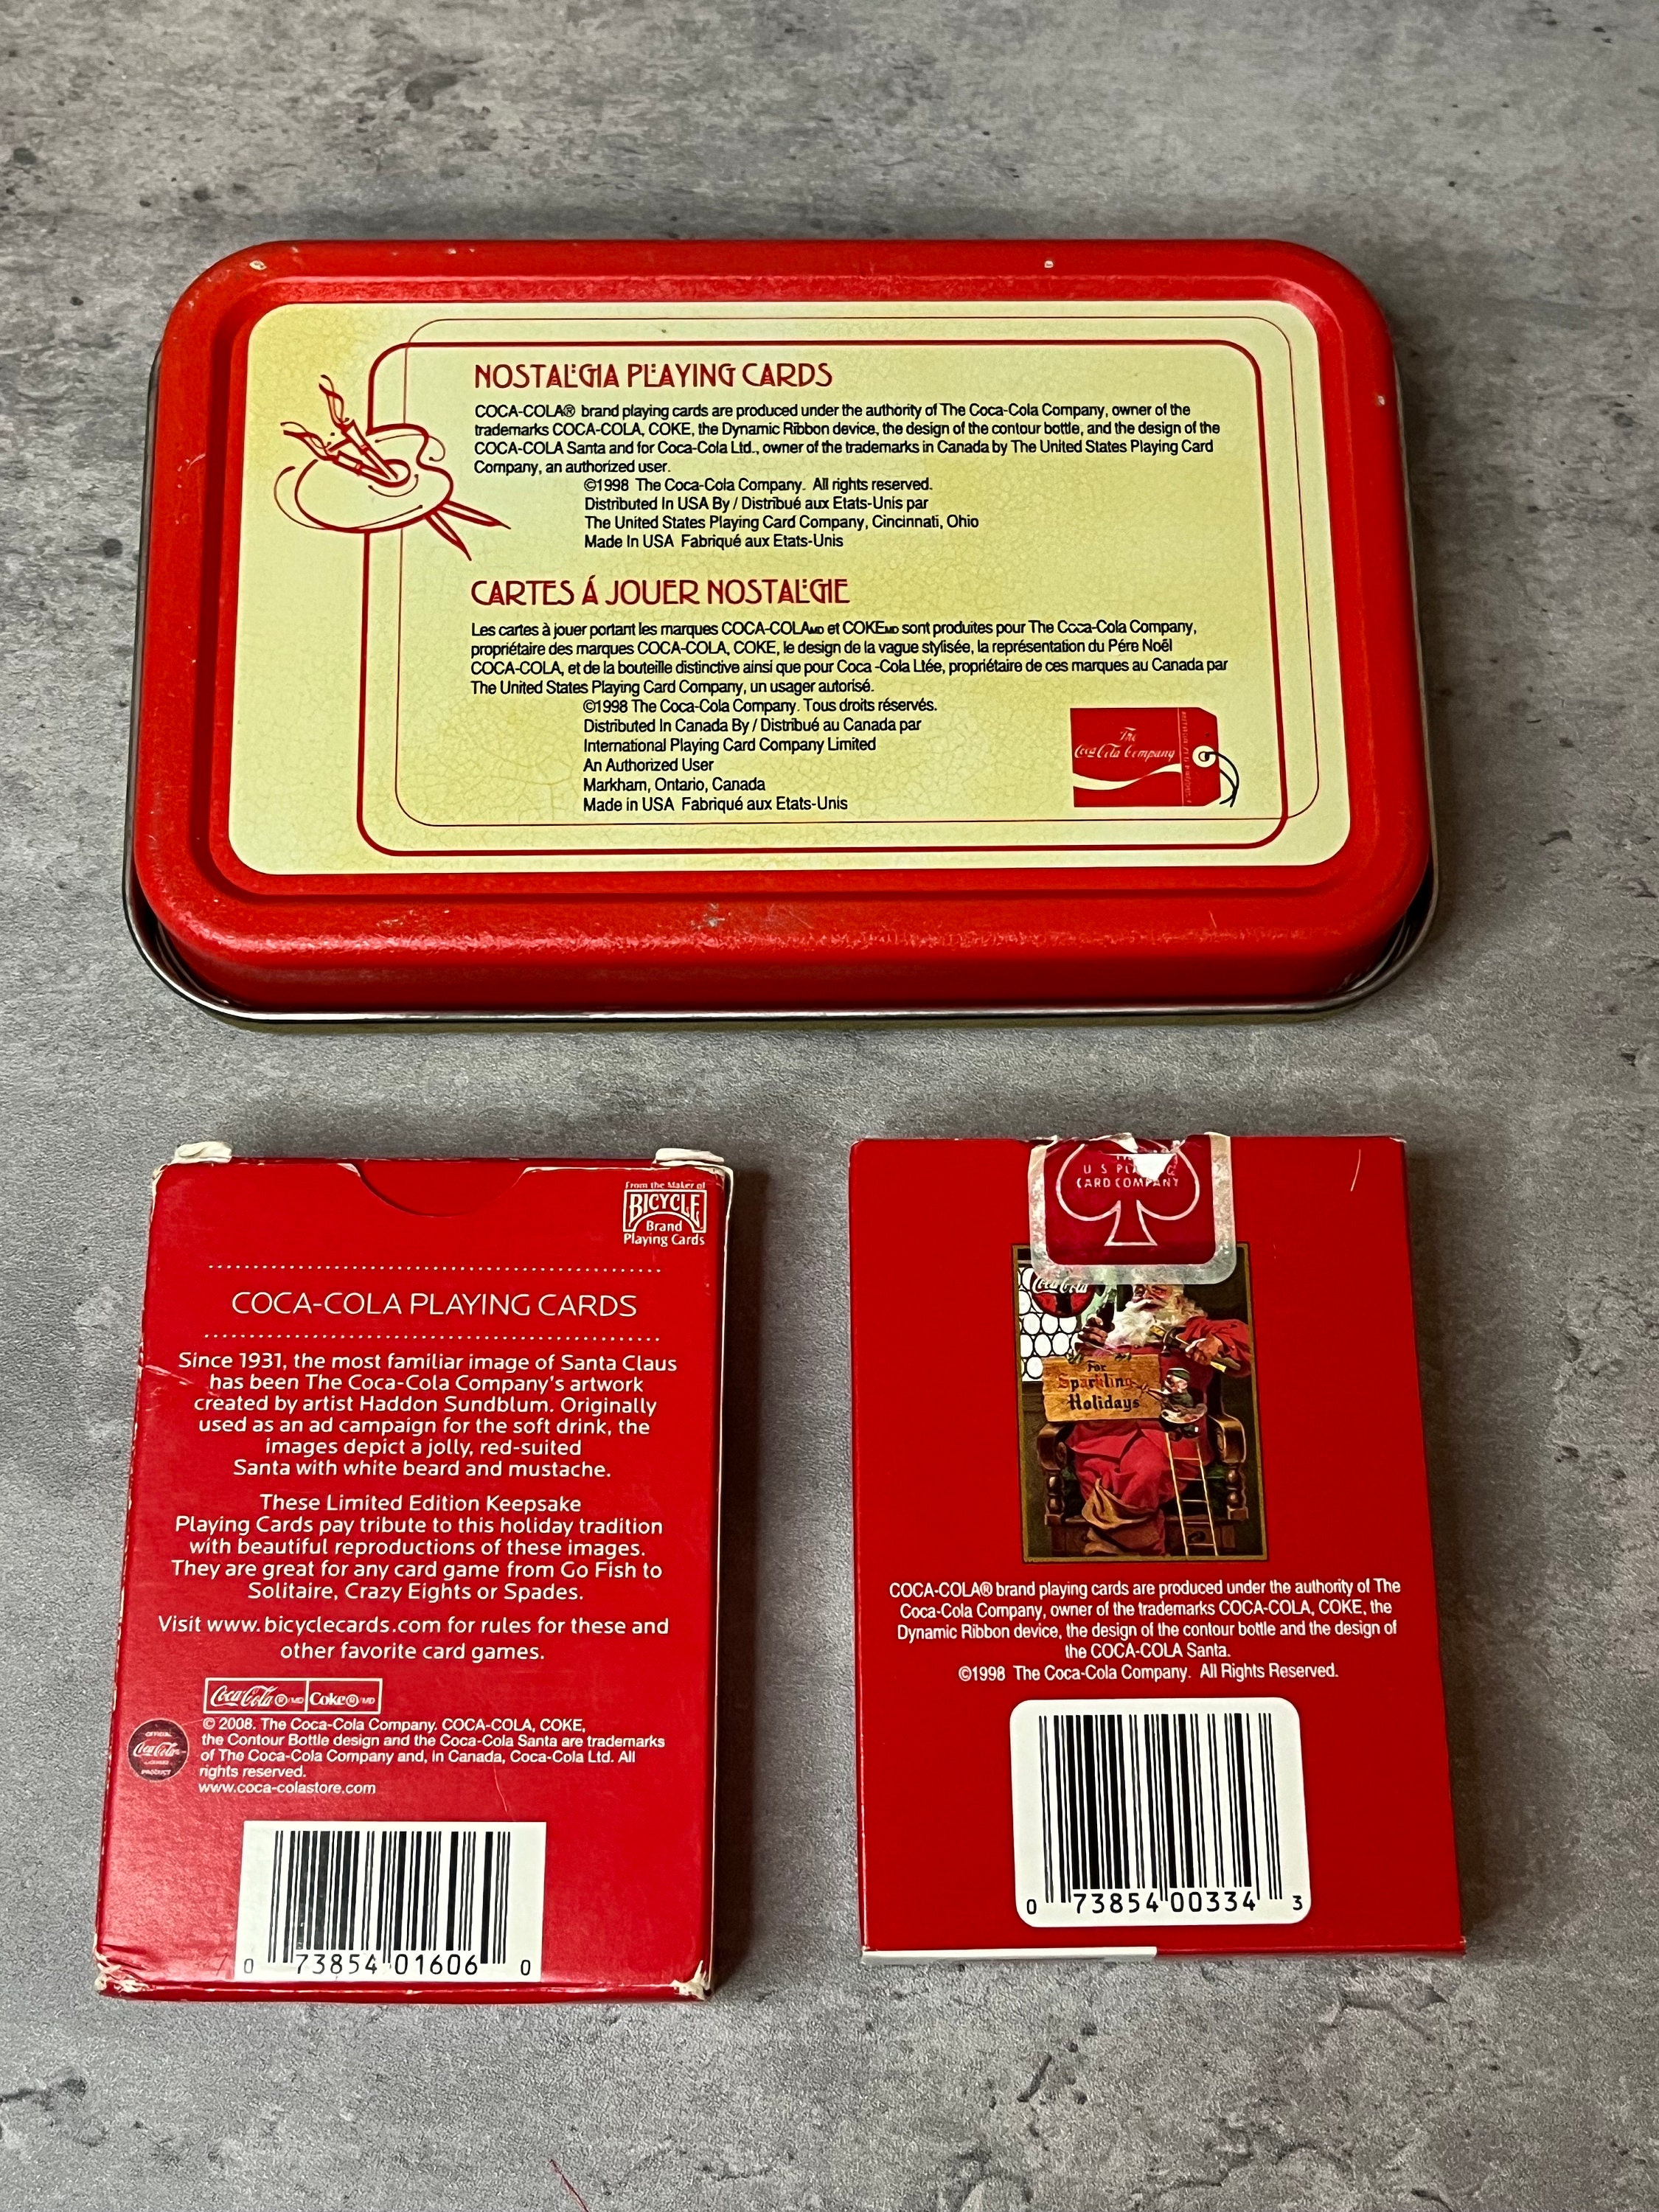 NOSTALGIA PLAYING CARDS
COCA-COLA® brand playing cards are produced under the authority of The Coca-Cola Company, owner of the
trademarks COCA-COLA, COKE, the Dynamic Ribbon device, the design of the contour bottle, and the design of the
COCA-COLA Santa and for Coca-Cola Ltd., owner of the trademarks in Canada by The United States Playing Card
Company, an authorized user.
©1998 The Coca-Cola Company. All rights reserved.
Distributed In USA By / Distribué aux Etats-Unis par
The United States Playing Card Company, Cincinnati, Ohio
Made In USA Fabriqué aux Etats-Unis
CARTES Á JOUER NOSTALGIE
Les cartes à jouer portant les marques COCA-COLAMD et COKEMD sont produites pour The Coca-Cola Company,
propriétaire des marques COCA-COLA, COKE, le design de la vague stylisée, la représentation du Pére Noël
COCA-COLA, et de la bouteille distinctive ainsi que pour Coca -Cola Ltée, propriétaire de ces marques au Canada par
The United States Playing Card Company, un usager autorisé.
©1998 The Coca-Cola Company. Tous droits réservés.
Distributed In Canada By / Distribué au Canada par
International Playing Card Company Limited
An Authorized User
Markham, Ontario, Canada
Made in USA Fabriqué aux Etats-Unis
The
Coca-Cola Company
From the Maker of
BICYCLE
Brand
Playing Cards
COCA-COLA PLAYING CARDS
Since 1931, the most familiar image of Santa Claus
has been The Coca-Cola Company's artwork
created by artist Haddon Sundblum. Originally
used as an ad campaign for the soft drink, the
images depict a jolly, red-suited
Santa with white beard and mustache.
These Limited Edition Keepsake
Playing Cards pay tribute to this holiday tradition
with beautiful reproductions of these images.
They are great for any card game from Go Fish to
Solitaire, Crazy Eights or Spades.
Visit www.bicyclecards.com for rules for these and
other favorite card games.
Coca-Cola®/MD Coke®/MD
© 2008. The Coca-Cola Company. COCA-COLA, COKE,
the Contour Bottle design and the Coca-Cola Santa are trademarks
of The Coca-Cola Company and, in Canada, Coca-Cola Ltd. All
rights reserved.
www.coca-colastore.com
OFFICIAL
Coca-Cola
LICENSED
PRODUCT
0 73854 01606 0
U S PLAYING
CARD COMPANY
Coca-Cola
For
Sparkling
Holidays
COCA-COLA® brand playing cards are produced under the authority of The
Coca-Cola Company, owner of the trademarks COCA-COLA, COKE, the
Dynamic Ribbon device, the design of the contour bottle and the design of
the COCA-COLA Santa.
©1998 The Coca-Cola Company. All Rights Reserved.
0 73854 00334 3